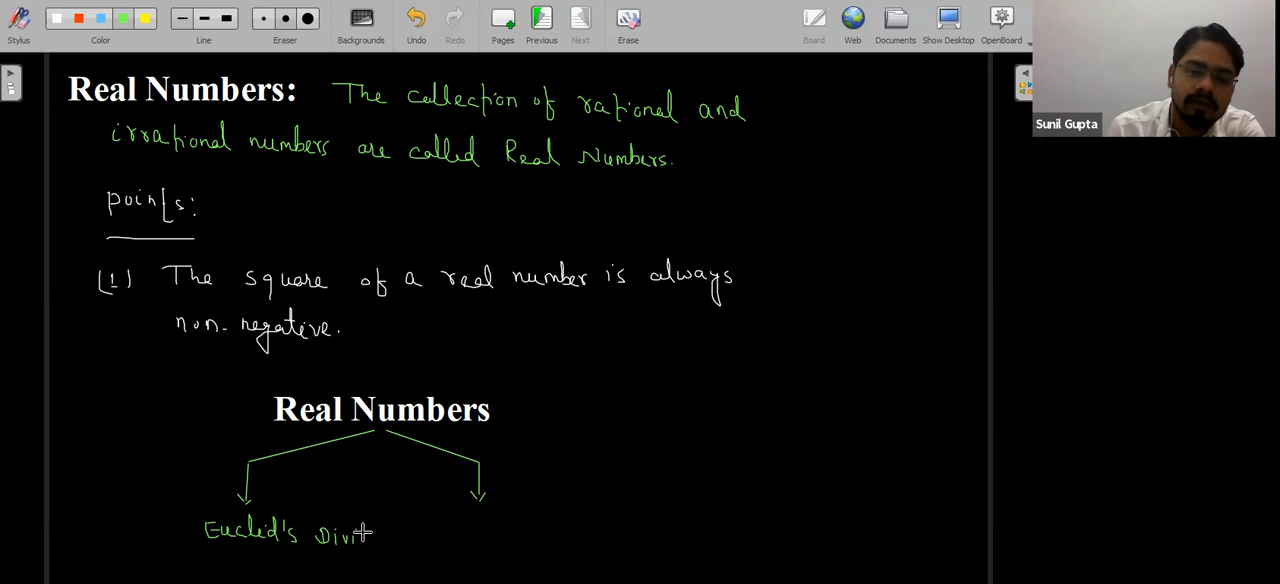 Stylus Color Line Eraser Backgrounds Undo Redo Pages Previous Next Erase Board Web Documents Show Desktop OpenBoard
Sunil Gupta
Real Numbers: The collection of rational and
irrational numbers are called Real Numbers.
points:
(1) The square of a real number is always
non-negative.
Real Numbers
Euclid's Divi